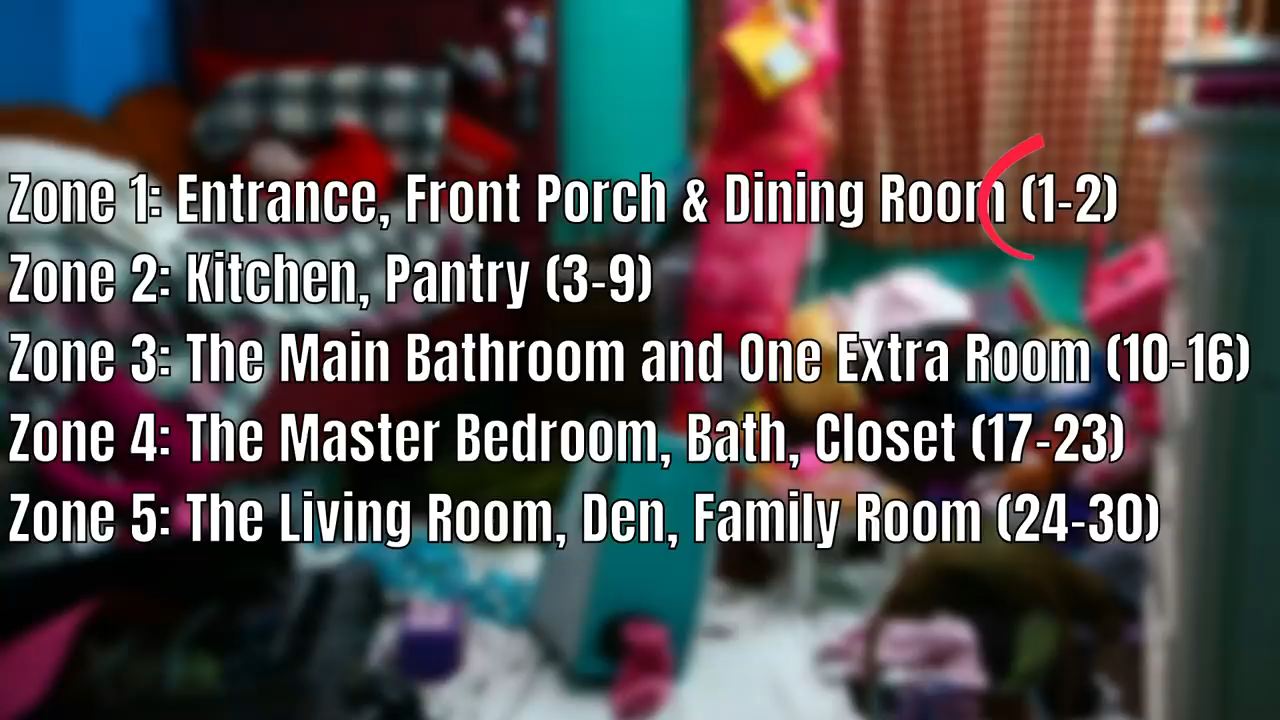 Zone 1: Entrance, Front Porch & Dining Room (1-2)
Zone 2: Kitchen, Pantry (3-9)
Zone 3: The Main Bathroom and One Extra Room (10-16)
Zone 4: The Master Bedroom, Bath, Closet (17-23)
Zone 5: The Living Room, Den, Family Room (24-30)